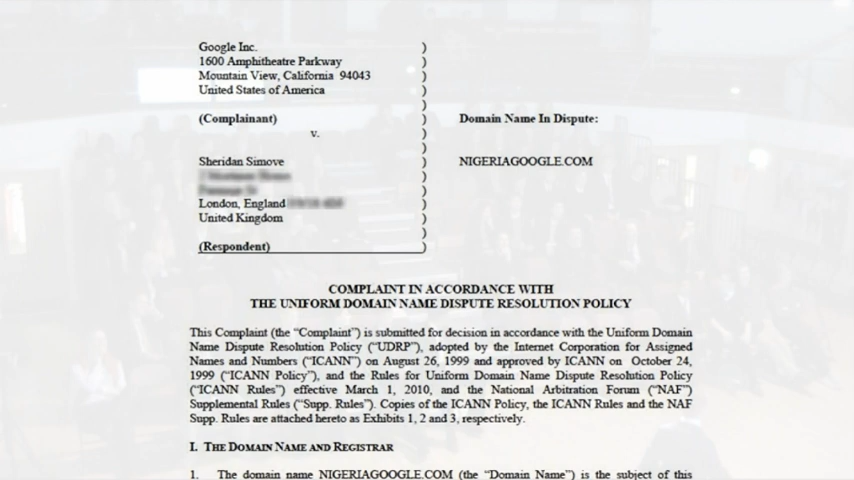 Google Inc. )
1600 Amphitheatre Parkway )
Mountain View, California 94043 )
United States of America )
)
(Complainant) ) Domain Name In Dispute:
v. )
)
Sheridan Simove ) NIGERIAGOOGLE.COM
)
)
London, England )
United Kingdom )
)
(Respondent) )
COMPLAINT IN ACCORDANCE WITH
THE UNIFORM DOMAIN NAME DISPUTE RESOLUTION POLICY
This Complaint (the “Complaint”) is submitted for decision in accordance with the Uniform Domain
Name Dispute Resolution Policy (“UDRP”), adopted by the Internet Corporation for Assigned
Names and Numbers (“ICANN”) on August 26, 1999 and approved by ICANN on October 24,
1999 (“ICANN Policy”), and the Rules for Uniform Domain Name Dispute Resolution Policy
(“ICANN Rules”) effective March 1, 2010, and the National Arbitration Forum (“NAF”)
Supplemental Rules (“Supp. Rules”). Copies of the ICANN Policy, the ICANN Rules and the NAF
Supp. Rules are attached hereto as Exhibits 1, 2 and 3, respectively.
I. THE DOMAIN NAME AND REGISTRAR
1. The domain name NIGERIAGOOGLE.COM (the “Domain Name”) is the subject of this